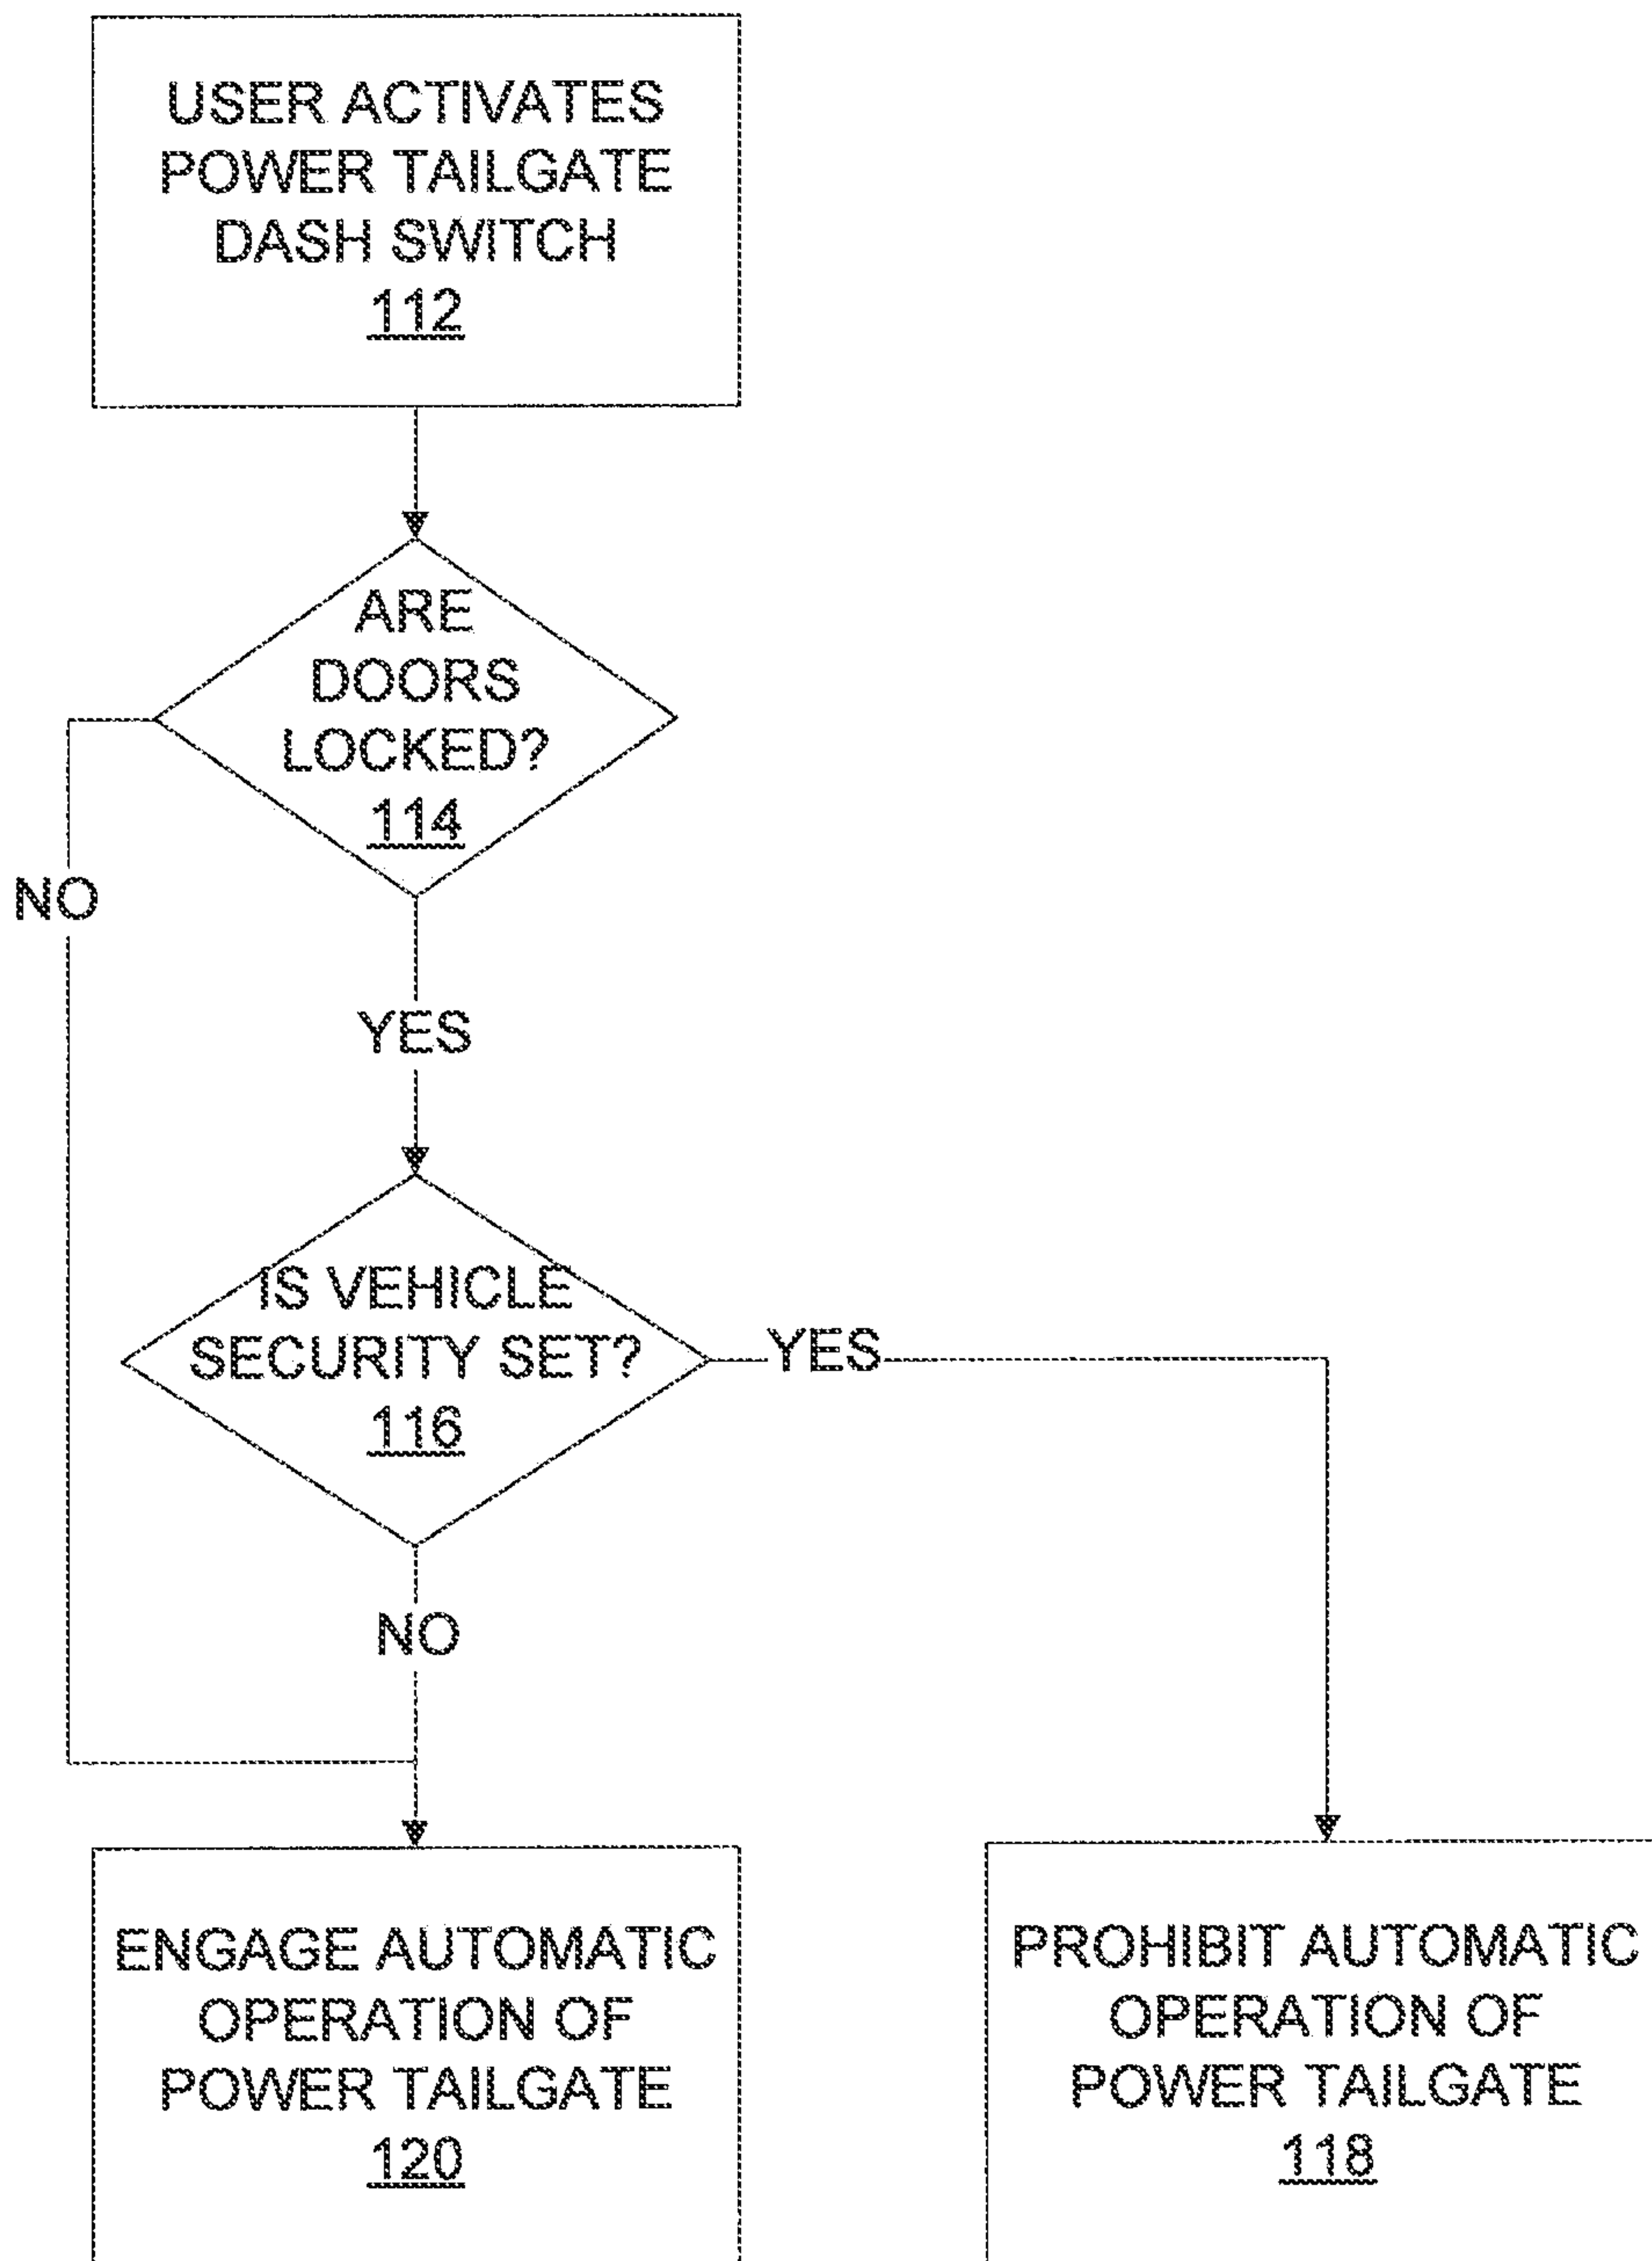 USER ACTIVATES
POWER TAILGATE
DASH SWITCH
112
ARE
DOORS
LOCKED?
114
NO
YES
IS VEHICLE
SECURITY SET?
116
YES
NO
ENGAGE AUTOMATIC
OPERATION OF
POWER TAILGATE
120
PROHIBIT AUTOMATIC
OPERATION OF
POWER TAILGATE
118